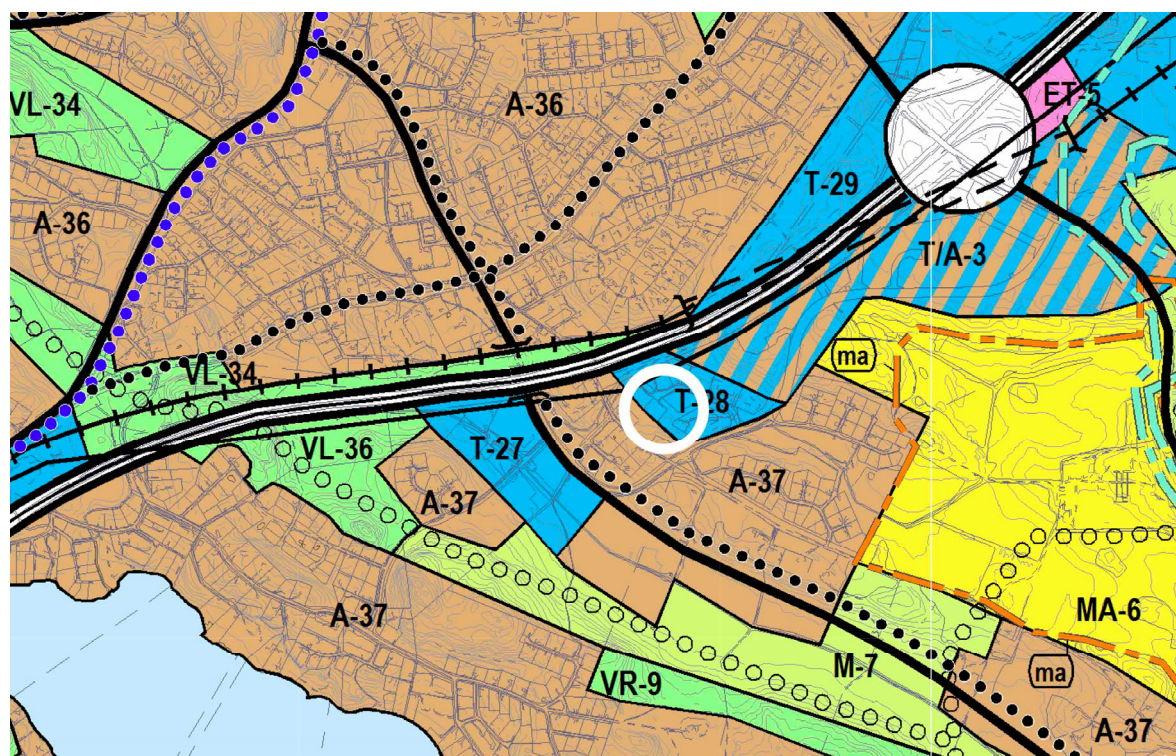 VL-34
A-36
ET-5
T-29
A-36
T/A-3
ma
VL-34
T-28
VL-36
T-27
A-37
A-37
A-37
MA-6
M-7
ma
VR-9
A-37